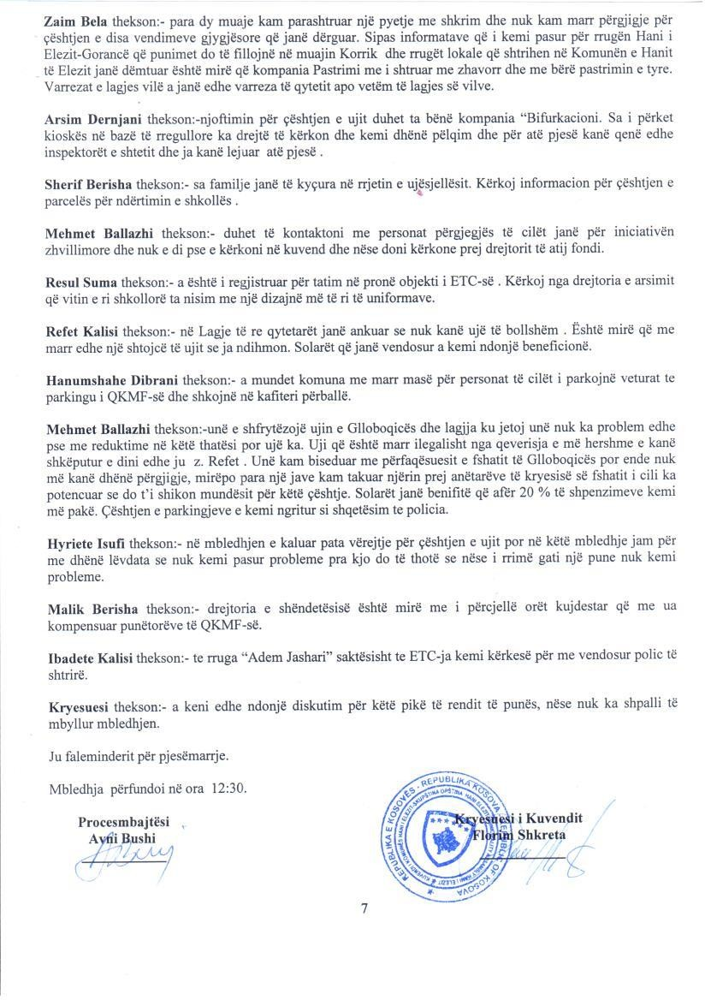 Zaim Bela thekson:- para dy muaje kam parashtruar një pyetje me shkrim dhe nuk kam marr përgjigje për
çështjen e disa vendimeve gjygjësore që janë dërguar. Sipas informatave që i kemi pasur për rrugën Hani i
Elezit-Gorancë që punimet do të fillojnë në muajin Korrik dhe rrugët lokale që shtrihen në Komunën e Hanit
të Elezit janë dëmtuar është mirë që kompania Pastrimi me i shtruar me zhavorr dhe me bërë pastrimin e tyre.
Varrezat e lagjes vilë a janë edhe varreza të qytetit apo vetëm të lagjes së vilve.
Arsim Dernjani thekson:-njoftimin për çështjen e ujit duhet ta bënë kompania “Bifurkacioni. Sa i përket
kioskës në bazë të rregullore ka drejtë të kërkon dhe kemi dhënë pëlqim dhe për atë pjesë kanë qenë edhe
inspektorët e shtetit dhe ja kanë lejuar atë pjesë .
Sherif Berisha thekson:- sa familje janë të kyçura në rrjetin e ujësjellësit. Kërkoj informacion për çështjen e
parcelës për ndërtimin e shkollës .
Mehmet Ballazhi thekson:- duhet të kontaktoni me personat përgjegjës të cilët janë për iniciativën
zhvillimore dhe nuk e di pse e kërkoni në kuvend dhe nëse doni kërkone prej drejtorit të atij fondi.
Resul Suma thekson:- a është i regjistruar për tatim në pronë objekti i ETC-së . Kërkoj nga drejtoria e arsimit
që vitin e ri shkollorë ta nisim me një dizajnë më të ri të uniformave.
Refet Kalisi thekson:- në Lagje të re qytetarët janë ankuar se nuk kanë ujë të bollshëm . Është mirë që me
marr edhe një shtojcë të ujit se ja ndihmon. Solarët që janë vendosur a kemi ndonjë beneficionë.
Hanumshahe Dibrani thekson:- a mundet komuna me marr masë për personat të cilët i parkojnë veturat te
parkingu i QKMF-së dhe shkojnë në kafiteri përballë.
Mehmet Ballazhi thekson:-unë e shfrytëzojë ujin e Glloboqicës dhe lagjja ku jetoj unë nuk ka problem edhe
pse me reduktime në këtë thatësi por ujë ka. Uji që është marr ilegalisht nga qeverisja e më hershme e kanë
shkëputur e dini edhe ju z. Refet . Unë kam biseduar me përfaqësuesit e fshatit të Glloboqicës por ende nuk
më kanë dhënë përgjigje, mirëpo para një jave kam takuar njërin prej anëtarëve të kryesisë së fshatit i cili ka
potencuar se do t’i shikon mundësit për këtë çështje. Solarët janë benifitë që afër 20 % të shpenzimeve kemi
më pakë. Çështjen e parkingjeve e kemi ngritur si shqetësim te policia.
Hyriete Isufi thekson:- në mbledhjen e kaluar pata vërejtje për çështjen e ujit por në këtë mbledhje jam për
me dhënë lëvdata se nuk kemi pasur probleme pra kjo do të thotë se nëse i rrimë gati një pune nuk kemi
probleme.
Malik Berisha thekson:- drejtoria e shëndetësisë është mirë me i përcjellë orët kujdestar që me ua
kompensuar punëtorëve të QKMF-së.
Ibadete Kalisi thekson:- te rruga “Adem Jashari” saktësisht te ETC-ja kemi kërkesë për me vendosur polic të
shtrirë.
Kryesuesi thekson:- a keni edhe ndonjë diskutim për këtë pikë të rendit të punës, nëse nuk ka shpalli të
mbyllur mbledhjen.
Ju faleminderit për pjesëmarrje.
Mbledhja përfundoi në ora 12:30.
Procesmbajtësi
Avni Bushi
Kryesuesi i Kuvendit
Florim Shkreta
REPUBLIKA E KOSOVËS - REPUBLIKA KOSOVA - REPUBLIC OF KOSOVA
7